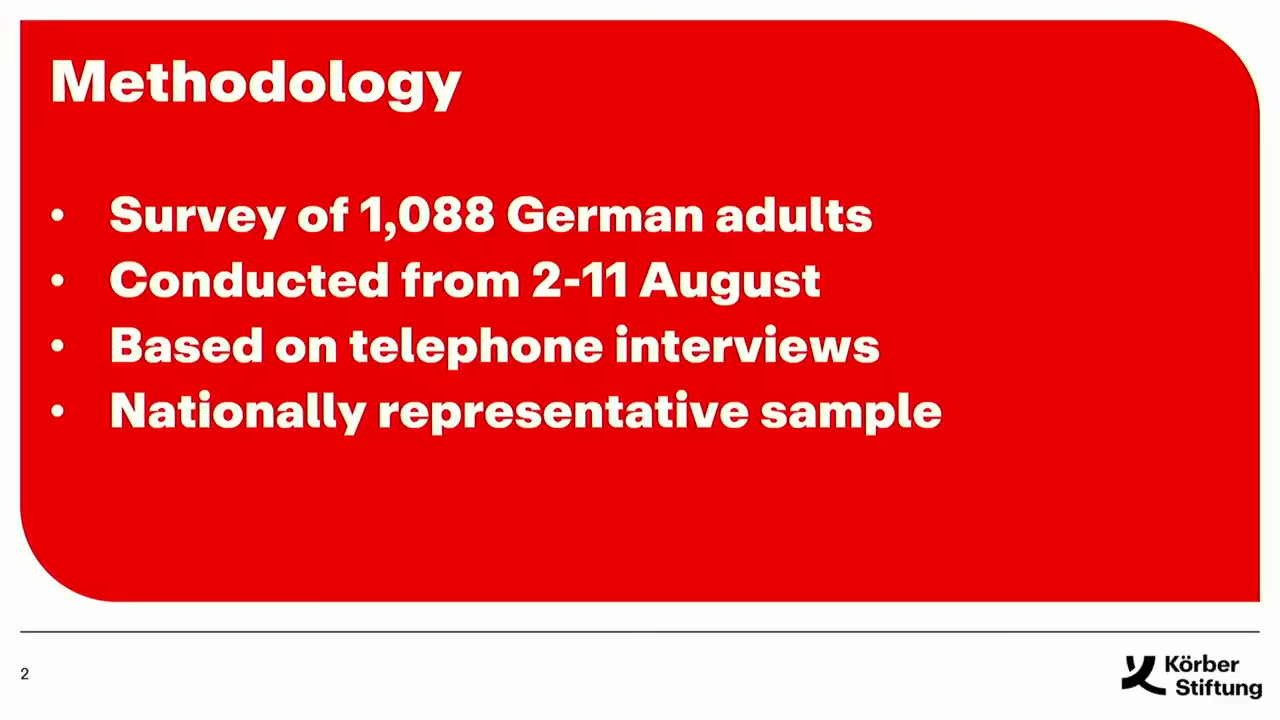 Methodology
• Survey of 1,088 German adults
• Conducted from 2-11 August
• Based on telephone interviews
• Nationally representative sample
2
Körber
Stiftung